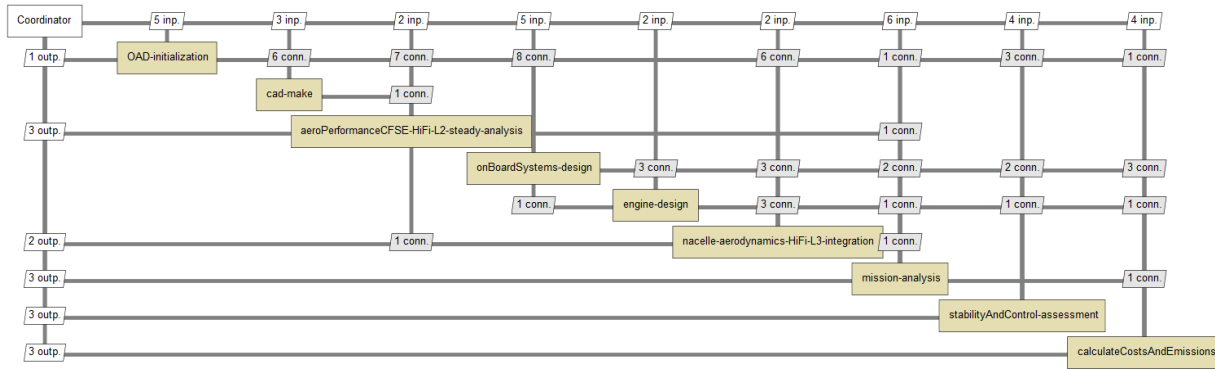 Coordinator 5 inp. 3 inp. 2 inp. 5 inp. 2 inp. 2 inp. 6 inp. 4 inp. 4 inp.
1 outp. OAD-initialization 6 conn. 7 conn. 8 conn. 6 conn. 1 conn. 3 conn. 1 conn.
cad-make 1 conn.
3 outp. aeroPerformanceCFSE-HiFi-L2-steady-analysis 1 conn.
onBoardSystems-design 3 conn. 3 conn. 2 conn. 2 conn. 3 conn.
1 conn. engine-design 3 conn. 1 conn. 1 conn. 1 conn.
2 outp. 1 conn. nacelle-aerodynamics-HiFi-L3-integration 1 conn.
3 outp. mission-analysis 1 conn.
3 outp. stabilityAndControl-assessment
3 outp. calculateCostsAndEmissions